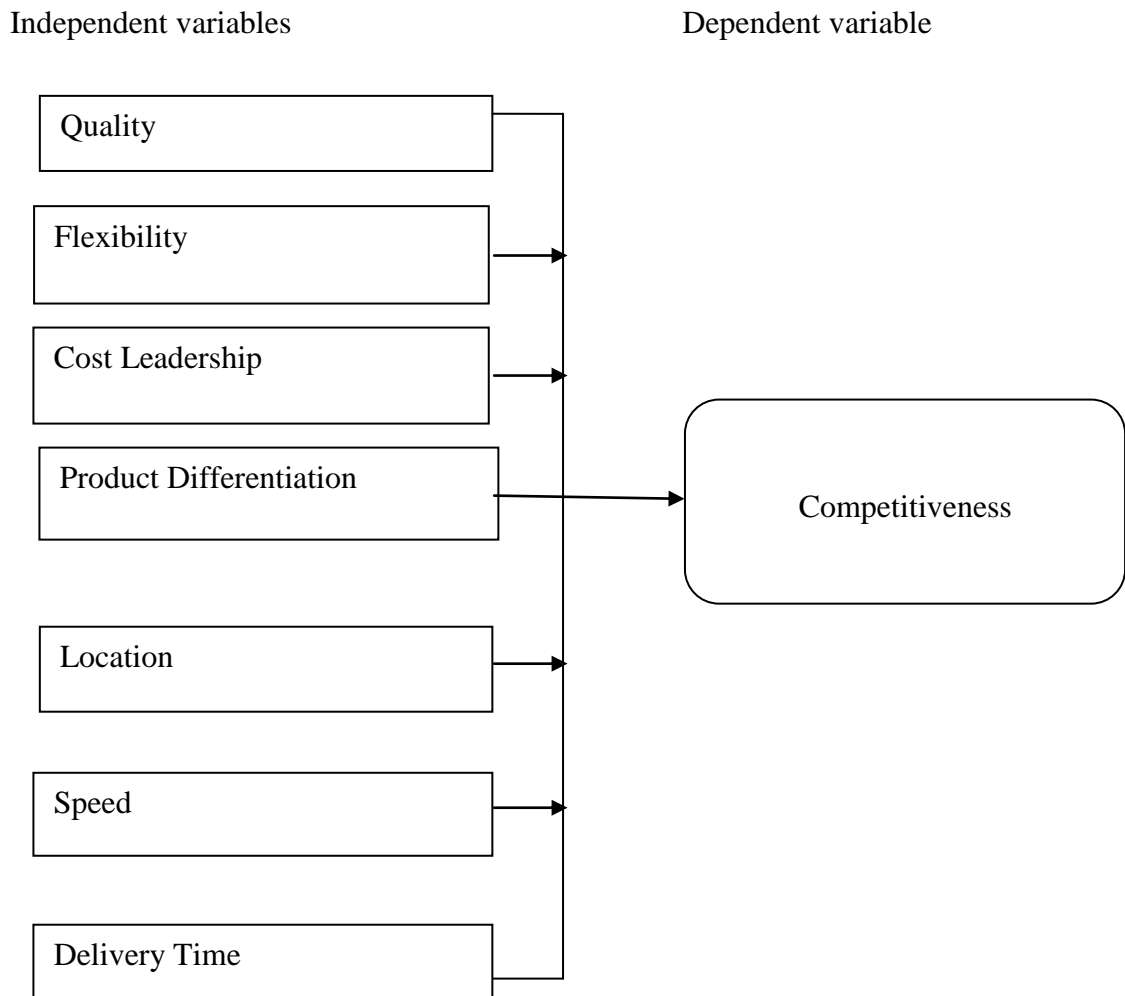 Independent variables
Dependent variable
Quality
Flexibility
Cost Leadership
Product Differentiation
Competitiveness
Location
Speed
Delivery Time